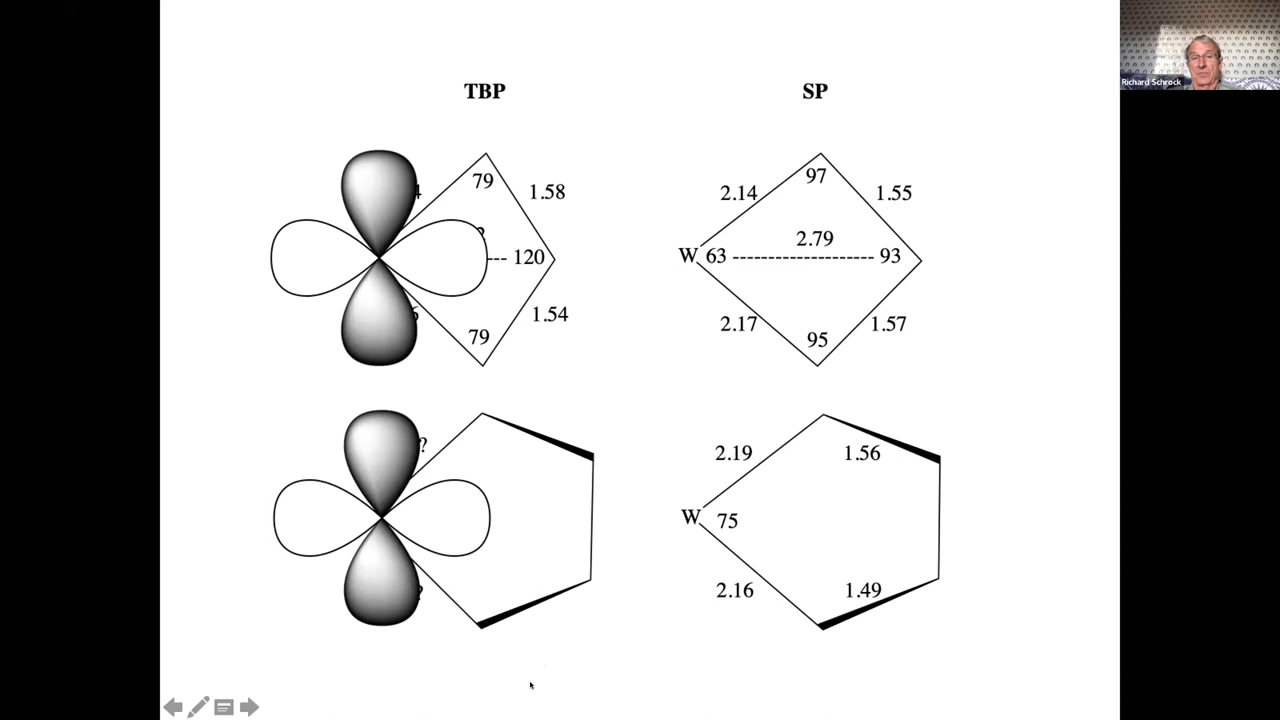 Richard Schrock
TBP SP
79 1.58
--- 120
79 1.54
97
2.14 1.55
2.79
W 63 ------------------- 93
2.17 1.57
95
?
2.19 1.56
W 75
2.16 1.49